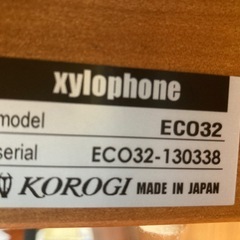 xylophone
model ECO32
serial ECO32-130338
KOROGI MADE IN JAPAN